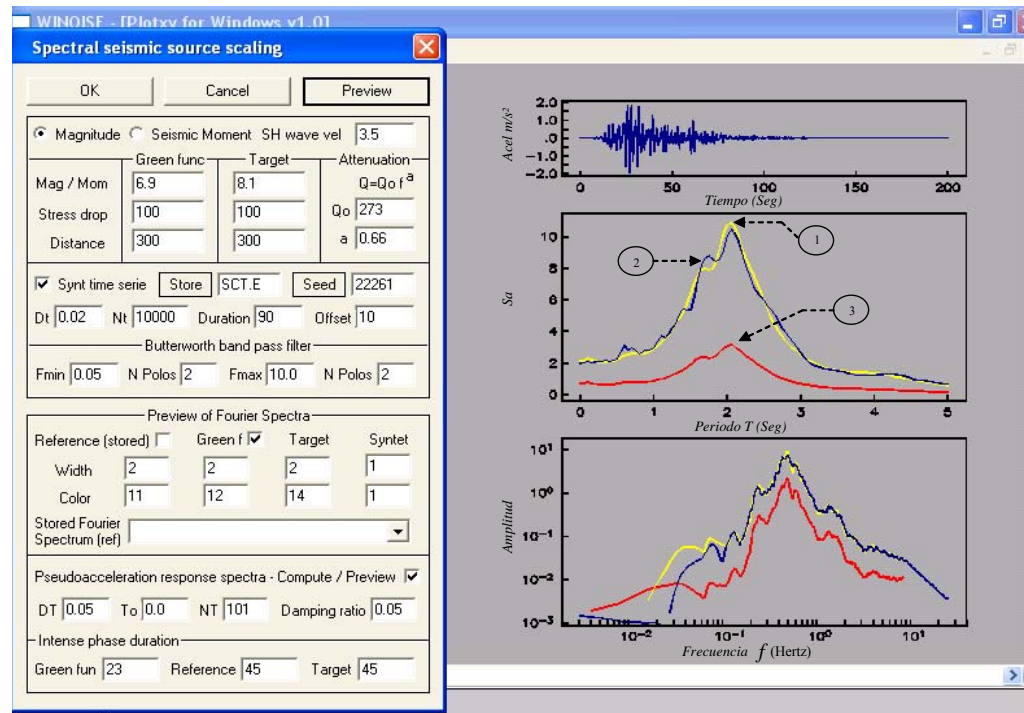 WINOISE - [Plotxy for Windows v1.0]
Spectral seismic source scaling
OK Cancel Preview
Magnitude Seismic Moment SH wave vel 3.5
Green func Target Attenuation
Mag / Mom 6.9 8.1 Q=Qo f a
Stress drop 100 100 Qo 273
Distance 300 300 a 0.66
Synt time serie Store SCT.E Seed 22261
Dt 0.02 Nt 10000 Duration 90 Offset 10
Butterworth band pass filter
Fmin 0.05 N Polos 2 Fmax 10.0 N Polos 2
Preview of Fourier Spectra
Reference (stored) Green f Target Syntet
Width 2 2 2 1
Color 11 12 14 1
Stored Fourier
Spectrum (ref)
Pseudoacceleration response spectra - Compute / Preview
DT 0.05 To 0.0 NT 101 Damping ratio 0.05
Intense phase duration
Green fun 23 Reference 45 Target 45
Acel m/s²
2.0
1.0
.0
-1.0
-2.0
0 50 100 150 200
Tiempo (Seg)
Sa
10
8
6
4
2
0
1
2
3
0 1 2 3 4 5
Periodo T (Seg)
Amplitud
10¹
10⁰
10⁻¹
10⁻²
10⁻³
10⁻² 10⁻¹ 10⁰ 10¹
Frecuencia f (Hertz)